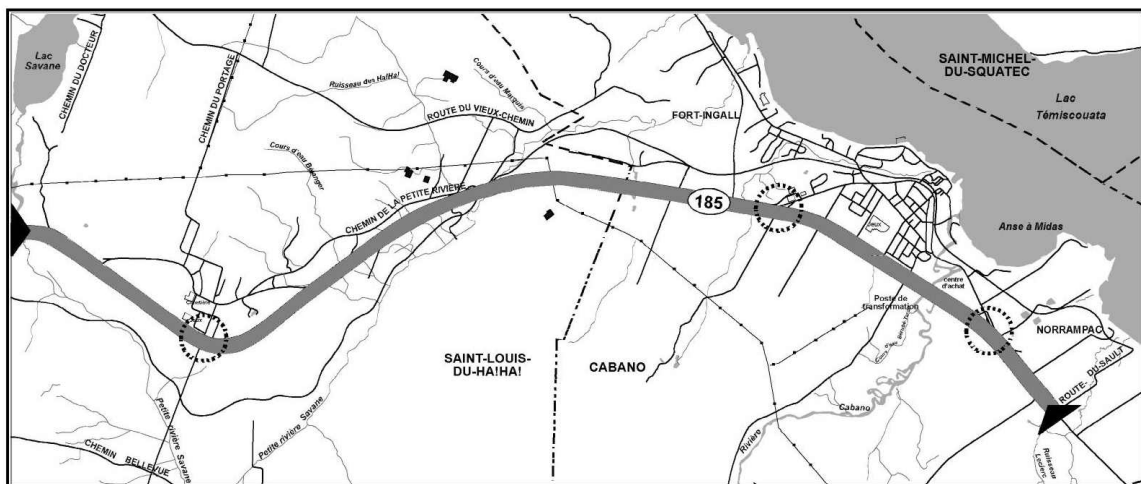 Lac
Savane
CHEMIN DU DOCTEUR
CHEMIN DU PORTAGE
Ruisseau des Ha!Ha!
Cours d'eau Marquis
ROUTE DU VIEUX-CHEMIN
Cours d'eau Bélanger
CHEMIN DE LA PETITE RIVIÈRE
FORT-INGALL
SAINT-MICHEL-
DU-SQUATEC
Lac
Témiscouata
185
Jeux
Anse à Midas
centre
d'achat
Poste de
transformation
NORRAMPAC
ROUTE-DU-SAULT
SAINT-LOUIS-
DU-HA!HA!
CABANO
Petite rivière Savane
Petite rivière Savane
CHEMIN BELLEVUE
Rivière
Cabano
Ruisseau
Leclerc